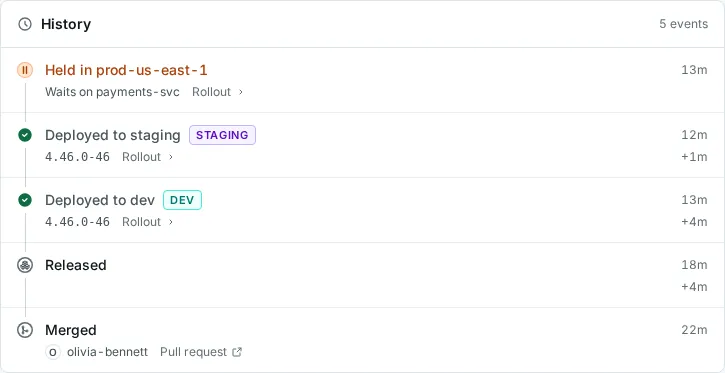 History 5 events
Held in prod-us-east-1 13m
Waits on payments-svc Rollout
Deployed to staging STAGING 12m
4.46.0-46 Rollout +1m
Deployed to dev DEV 13m
4.46.0-46 Rollout +4m
Released 18m
+4m
Merged 22m
O olivia-bennett Pull request